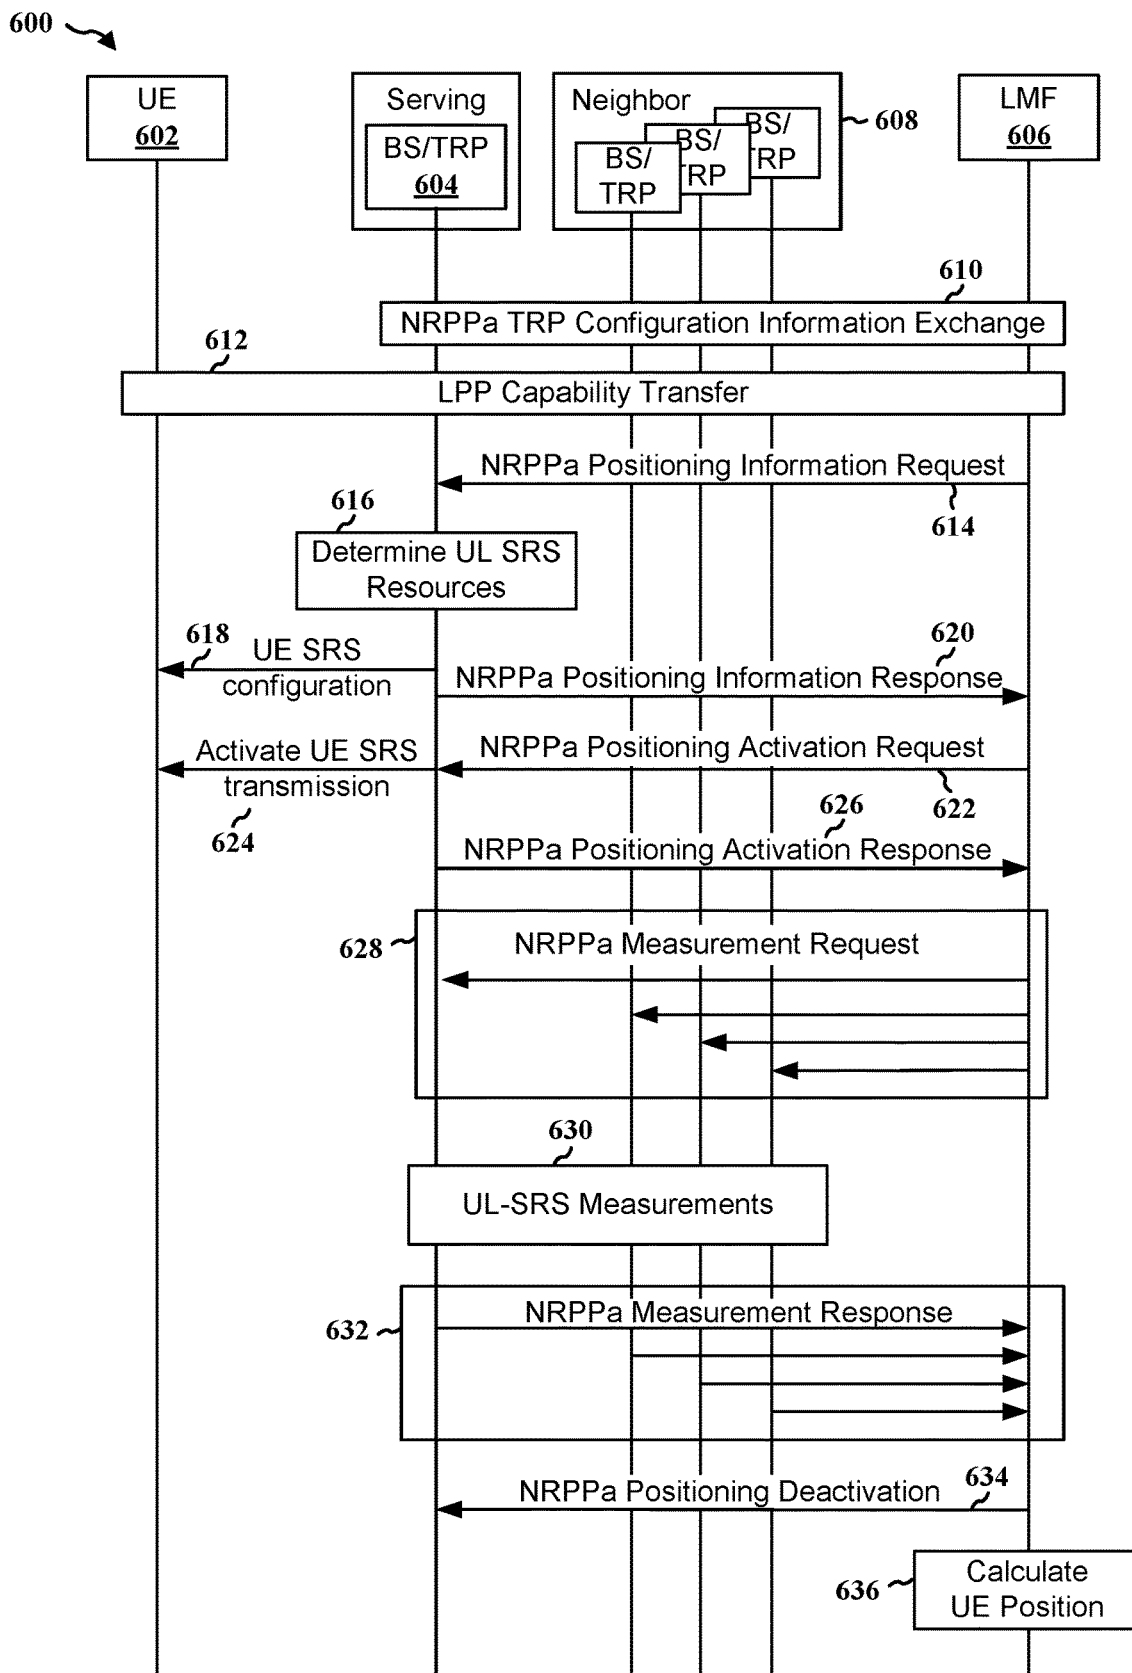 600
UE
602
Serving
BS/TRP
604
Neighbor
BS/
TRP
BS/
TRP
BS/
TRP
608
LMF
606
610
NRPPa TRP Configuration Information Exchange
612
LPP Capability Transfer
NRPPa Positioning Information Request
614
616
Determine UL SRS
Resources
618
UE SRS
configuration
620
NRPPa Positioning Information Response
Activate UE SRS
transmission
624
NRPPa Positioning Activation Request
622
626
NRPPa Positioning Activation Response
628
NRPPa Measurement Request
630
UL-SRS Measurements
632
NRPPa Measurement Response
NRPPa Positioning Deactivation
634
636
Calculate
UE Position